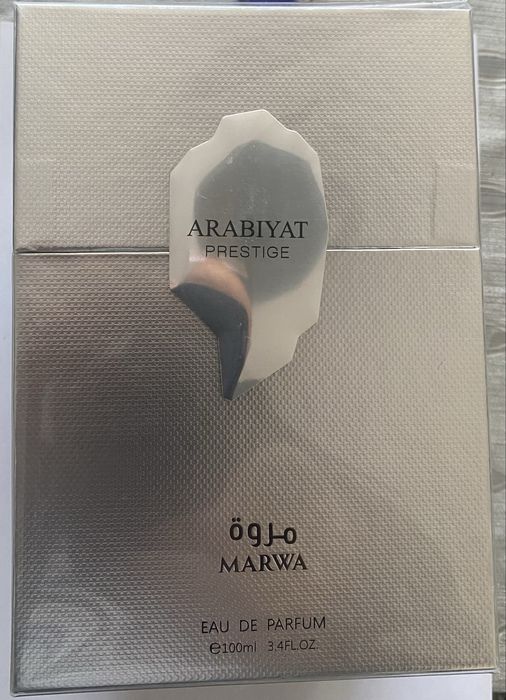 ARABIYAT
PRESTIGE
مروة
MARWA
EAU DE PARFUM
℮100ml 3.4FL.OZ.